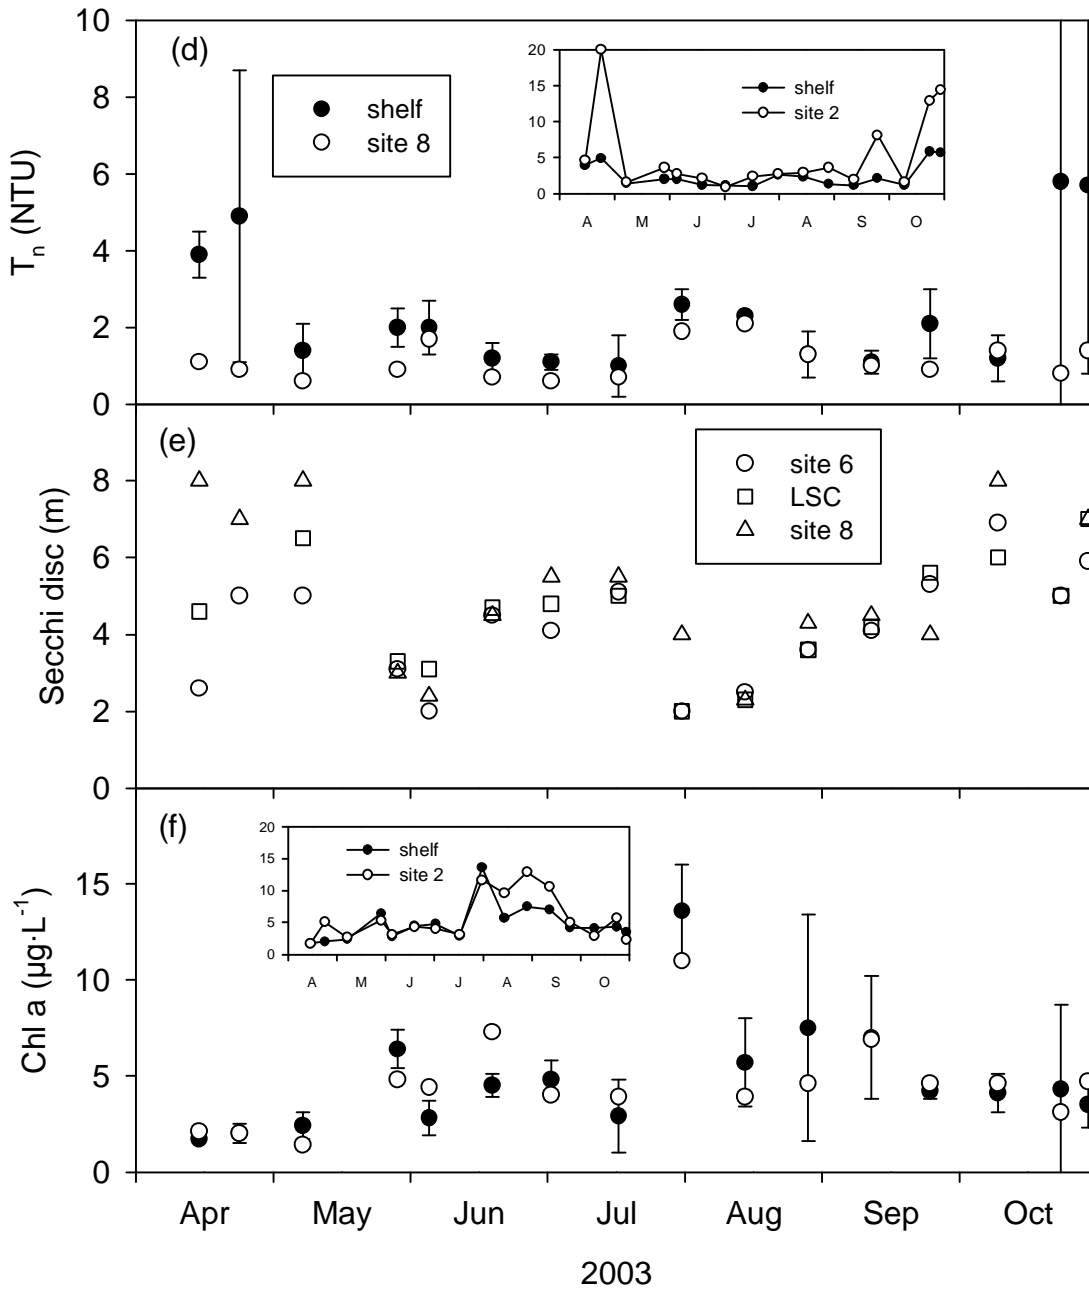 (d)
shelf
site 8
T_n (NTU)
10
8
6
4
2
0
20
15
10
5
0
shelf
site 2
A M J J A S O
(e)
site 6
LSC
site 8
Secchi disc (m)
8
6
4
2
0
(f)
20
15
10
5
0
shelf
site 2
A M J J A S O
Chl a (µg·L⁻¹)
15
10
5
0
Apr May Jun Jul Aug Sep Oct
2003